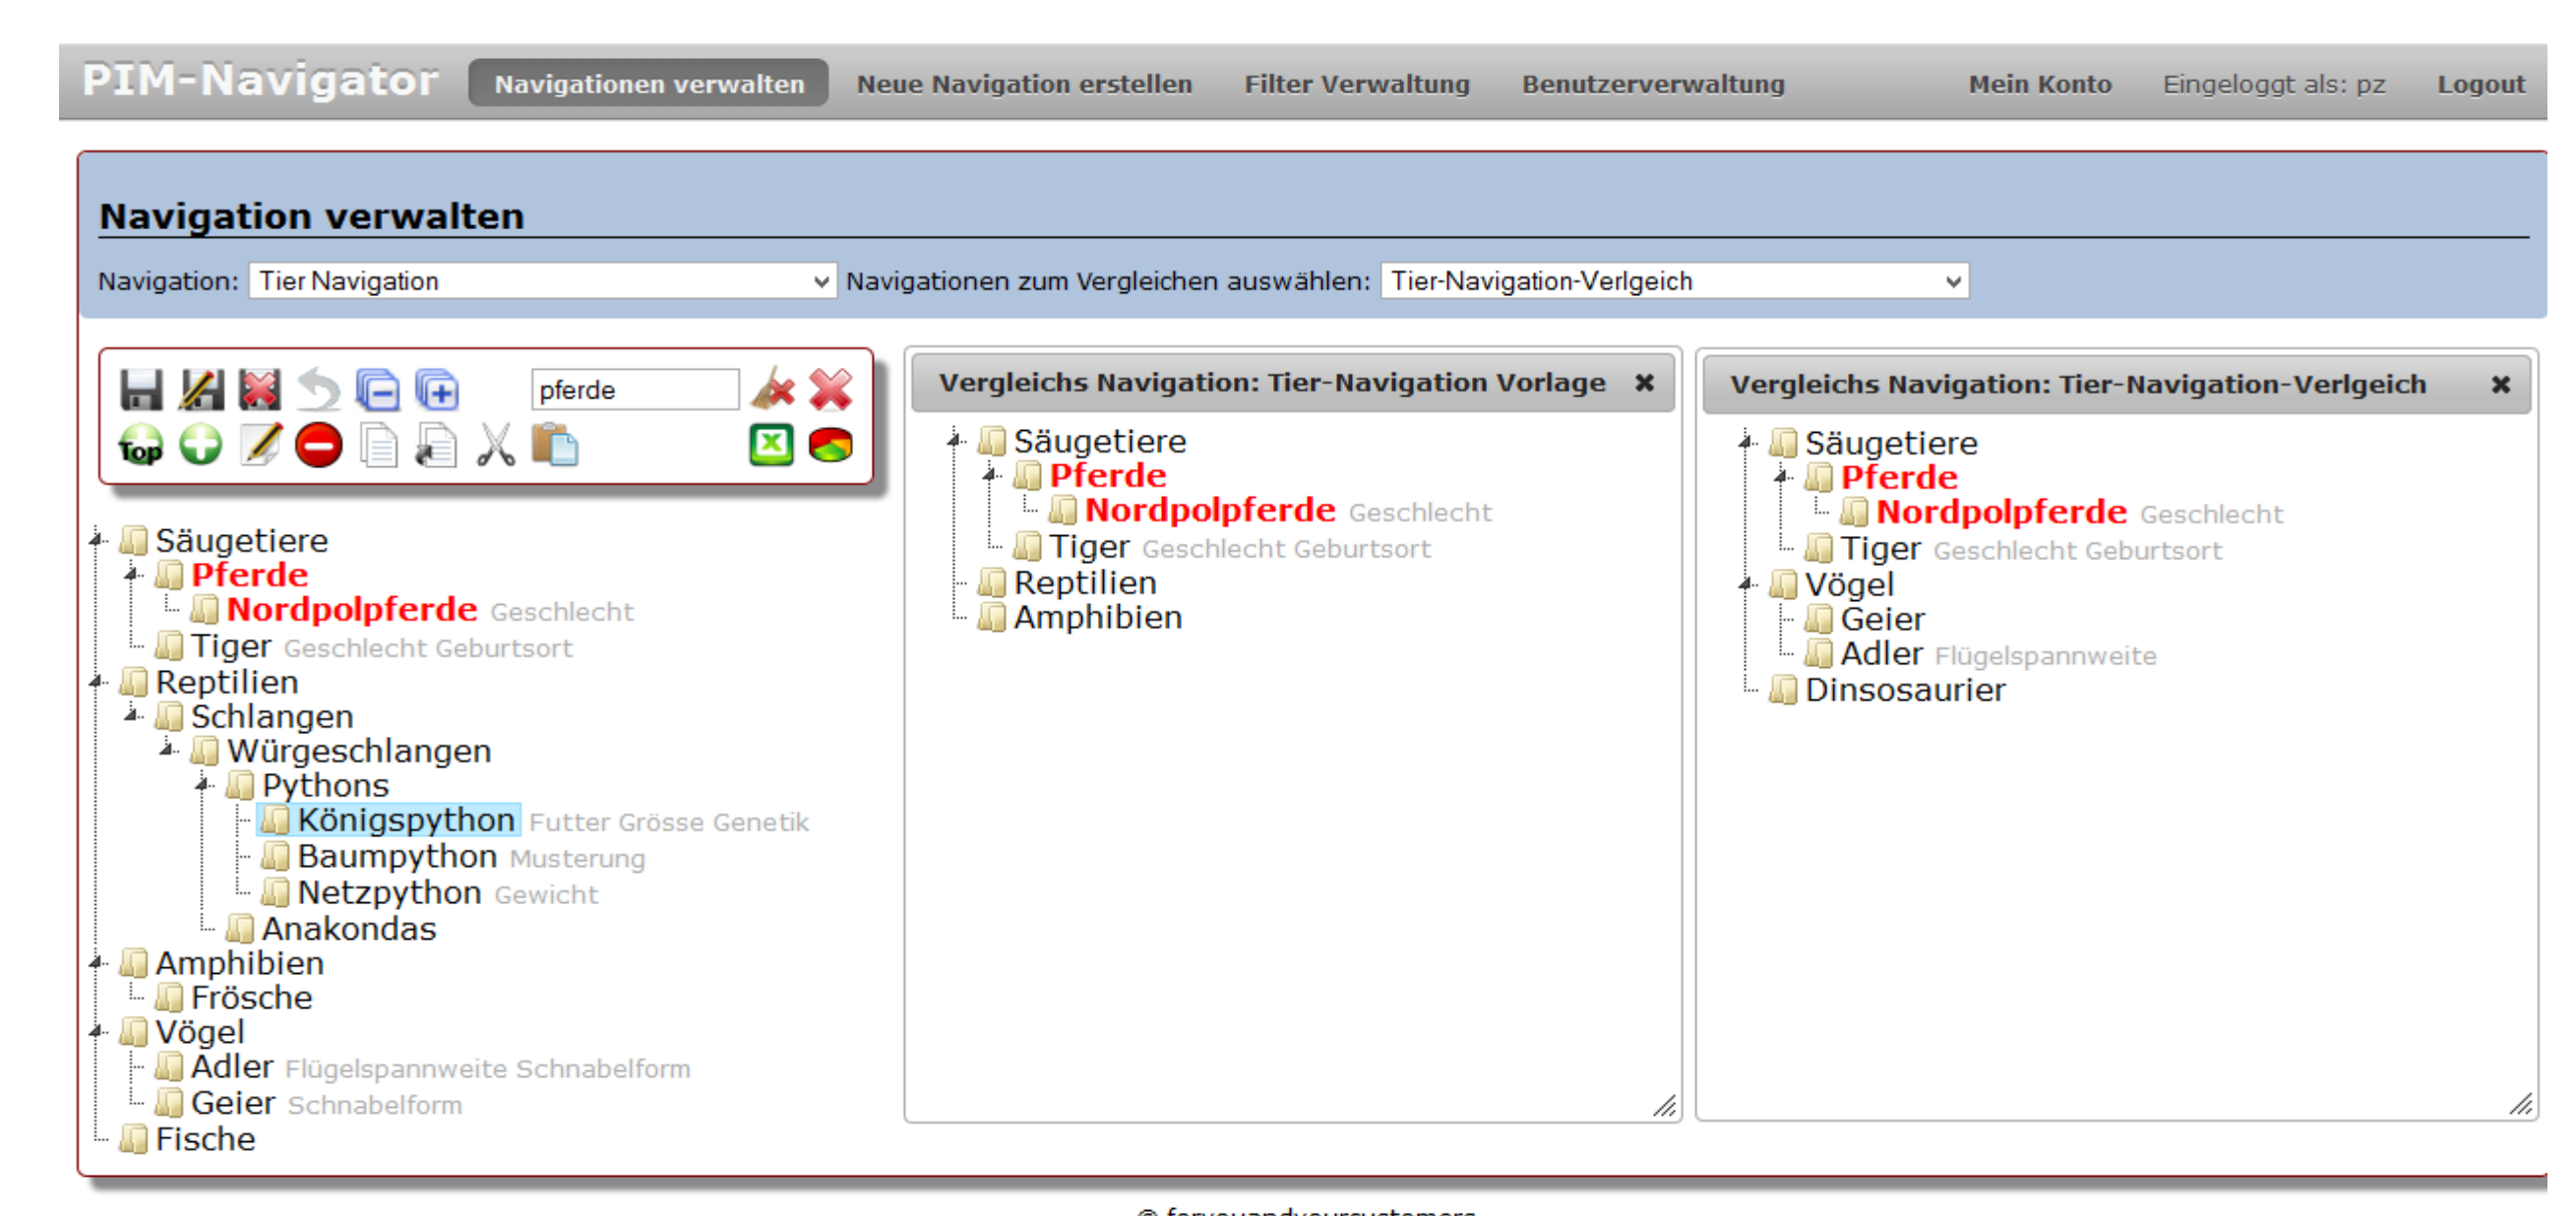 PIM-Navigator Navigationen verwalten Neue Navigation erstellen Filter Verwaltung Benutzerverwaltung Mein Konto Eingeloggt als: pz Logout
Navigation verwalten
Navigation: Tier Navigation Navigationen zum Vergleichen auswählen: Tier-Navigation-Verlgeich
pferde
Top
Säugetiere
Pferde
Nordpolpferde Geschlecht
Tiger Geschlecht Geburtsort
Reptilien
Schlangen
Würgeschlangen
Pythons
Königspython Futter Grösse Genetik
Baumpython Musterung
Netzpython Gewicht
Anakondas
Amphibien
Frösche
Vögel
Adler Flügelspannweite Schnabelform
Geier Schnabelform
Fische
Vergleichs Navigation: Tier-Navigation Vorlage
Säugetiere
Pferde
Nordpolpferde Geschlecht
Tiger Geschlecht Geburtsort
Reptilien
Amphibien
Vergleichs Navigation: Tier-Navigation-Verlgeich
Säugetiere
Pferde
Nordpolpferde Geschlecht
Tiger Geschlecht Geburtsort
Vögel
Geier
Adler Flügelspannweite
Dinsosaurier
© foryouandyourcustomers